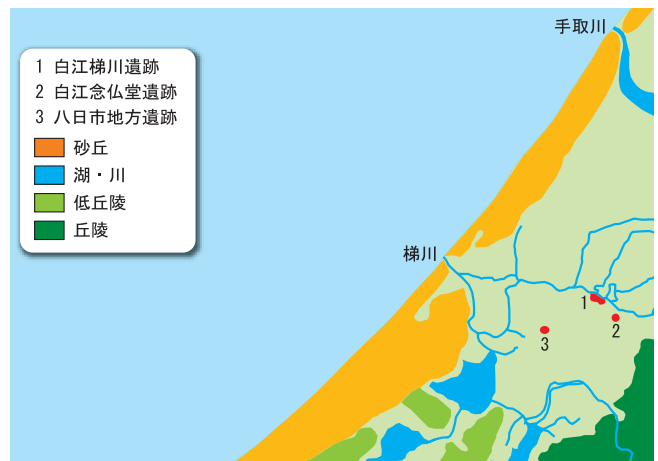 手取川
1 白江梯川遺跡
2 白江念仏堂遺跡
3 八日市地方遺跡
砂丘
湖・川
低丘陵
丘陵
梯川
1
2
3